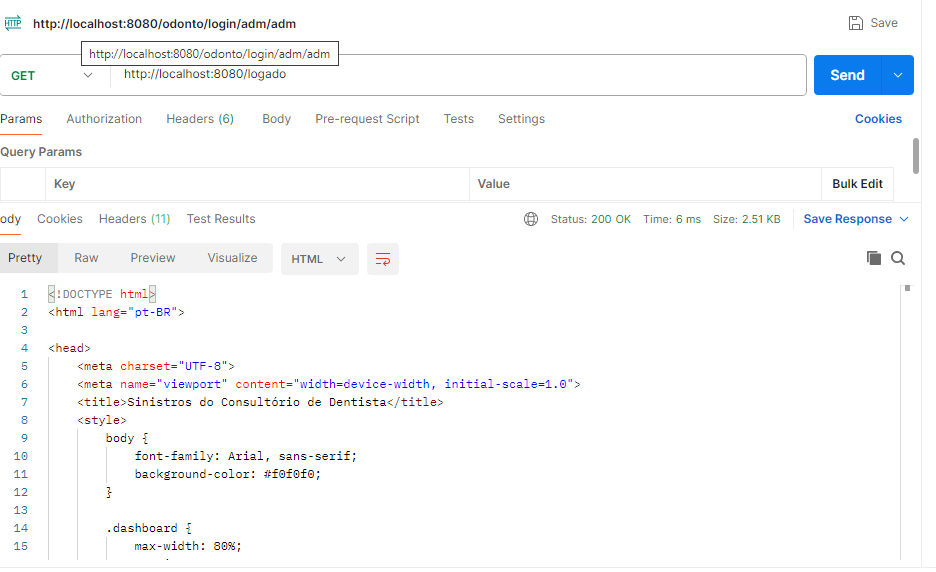 HTTP http://localhost:8080/odonto/login/adm/adm Save
http://localhost:8080/odonto/login/adm/adm
GET http://localhost:8080/logado Send
Params Authorization Headers (6) Body Pre-request Script Tests Settings Cookies
Query Params
Key Value Bulk Edit
ody Cookies Headers (11) Test Results Status: 200 OK Time: 6 ms Size: 2.51 KB Save Response
Pretty Raw Preview Visualize HTML
1 <!DOCTYPE html>
2 <html lang="pt-BR">
3
4 <head>
5 <meta charset="UTF-8">
6 <meta name="viewport" content="width=device-width, initial-scale=1.0">
7 <title>Sinistros do Consultório de Dentista</title>
8 <style>
9 body {
10 font-family: Arial, sans-serif;
11 background-color: #f0f0f0;
12 }
13
14 .dashboard {
15 max-width: 80%;